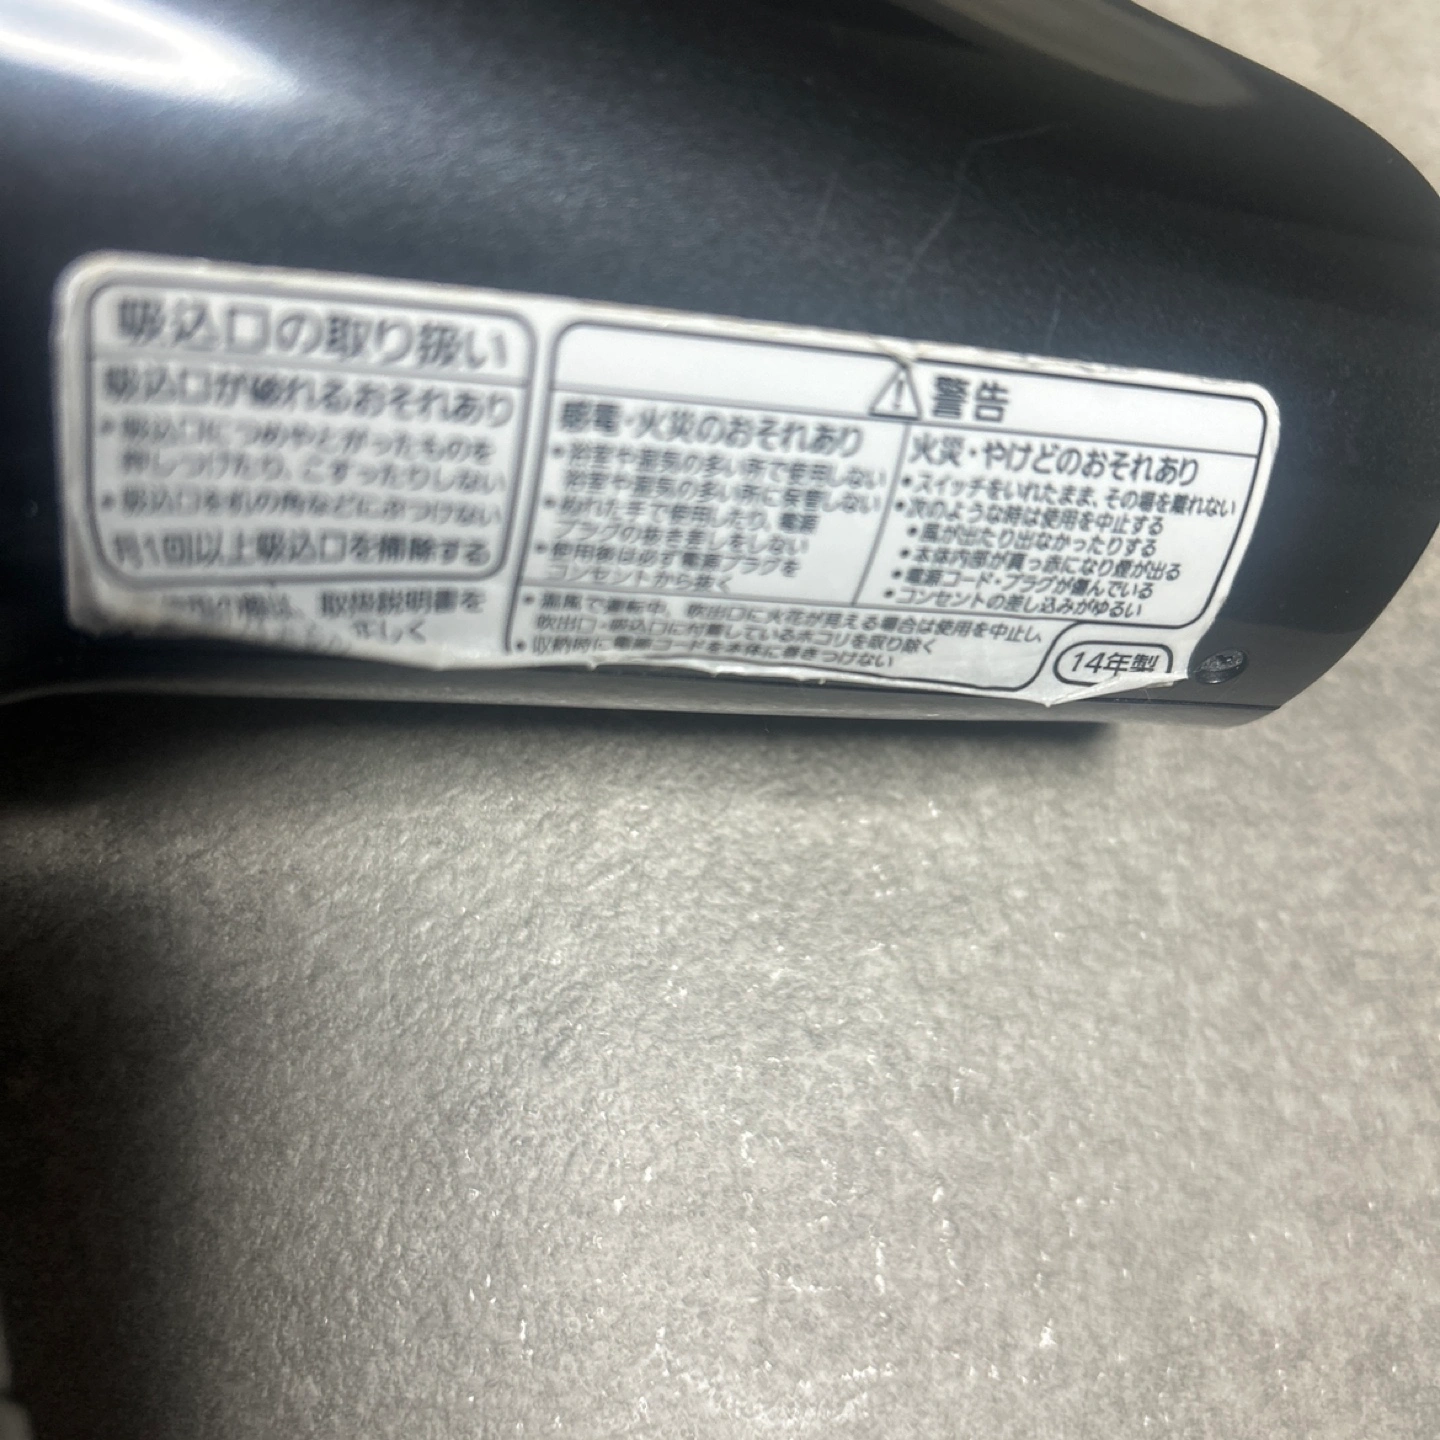 吸込口の取り扱い
吸込口が破れるおそれあり
・吸込口につめやとがったものを
押しつけたり、こすったりしない
・吸込口を机の角などにぶつけない
月1回以上吸込口を掃除する
取扱説明書を
正しく
警告
感電・火災のおそれあり
・浴室や湿気の多い所で使用しない
浴室や湿気の多い所に保管しない
・ぬれた手で使用したり、電源
プラグの抜き差しをしない
・使用後は必ず電源プラグを
コンセントから抜く
火災・やけどのおそれあり
・スイッチをいれたまま、その場を離れない
・次のような時は使用を中止する
・風が出たり出なかったりする
・本体内部が真っ赤になり煙が出る
・電源コード・プラグが傷んでいる
・コンセントの差し込みがゆるい
・温風で運転中、吹出口に火花が見える場合は使用を中止し、
吹出口・吸込口に付着しているホコリを取り除く
・収納時に電源コードを本体に巻きつけない
14年製